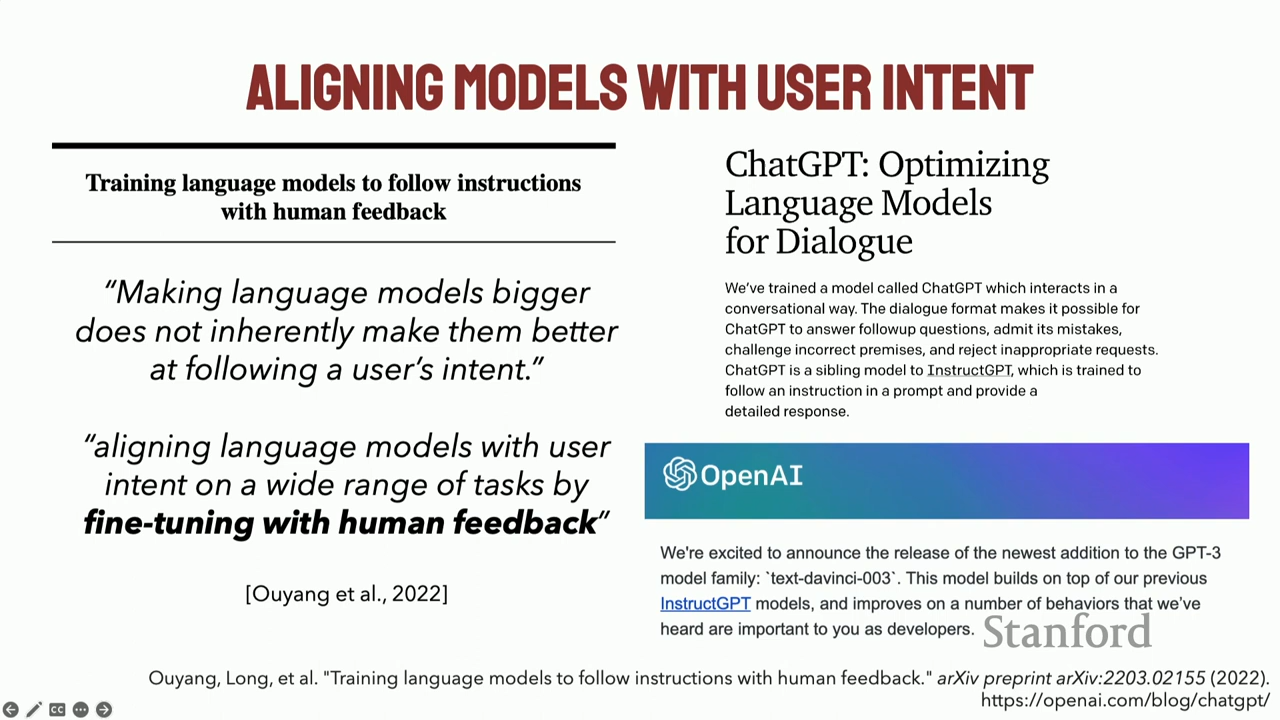 ALIGNING MODELS WITH USER INTENT
Training language models to follow instructions
with human feedback
“Making language models bigger
does not inherently make them better
at following a user’s intent.”
“aligning language models with user
intent on a wide range of tasks by
fine-tuning with human feedback”
[Ouyang et al., 2022]
ChatGPT: Optimizing
Language Models
for Dialogue
We’ve trained a model called ChatGPT which interacts in a
conversational way. The dialogue format makes it possible for
ChatGPT to answer followup questions, admit its mistakes,
challenge incorrect premises, and reject inappropriate requests.
ChatGPT is a sibling model to InstructGPT, which is trained to
follow an instruction in a prompt and provide a
detailed response.
OpenAI
We're excited to announce the release of the newest addition to the GPT-3
model family: `text-davinci-003`. This model builds on top of our previous
InstructGPT models, and improves on a number of behaviors that we’ve
heard are important to you as developers.
Stanford
Ouyang, Long, et al. "Training language models to follow instructions with human feedback." arXiv preprint arXiv:2203.02155 (2022).
https://openai.com/blog/chatgpt/
CC